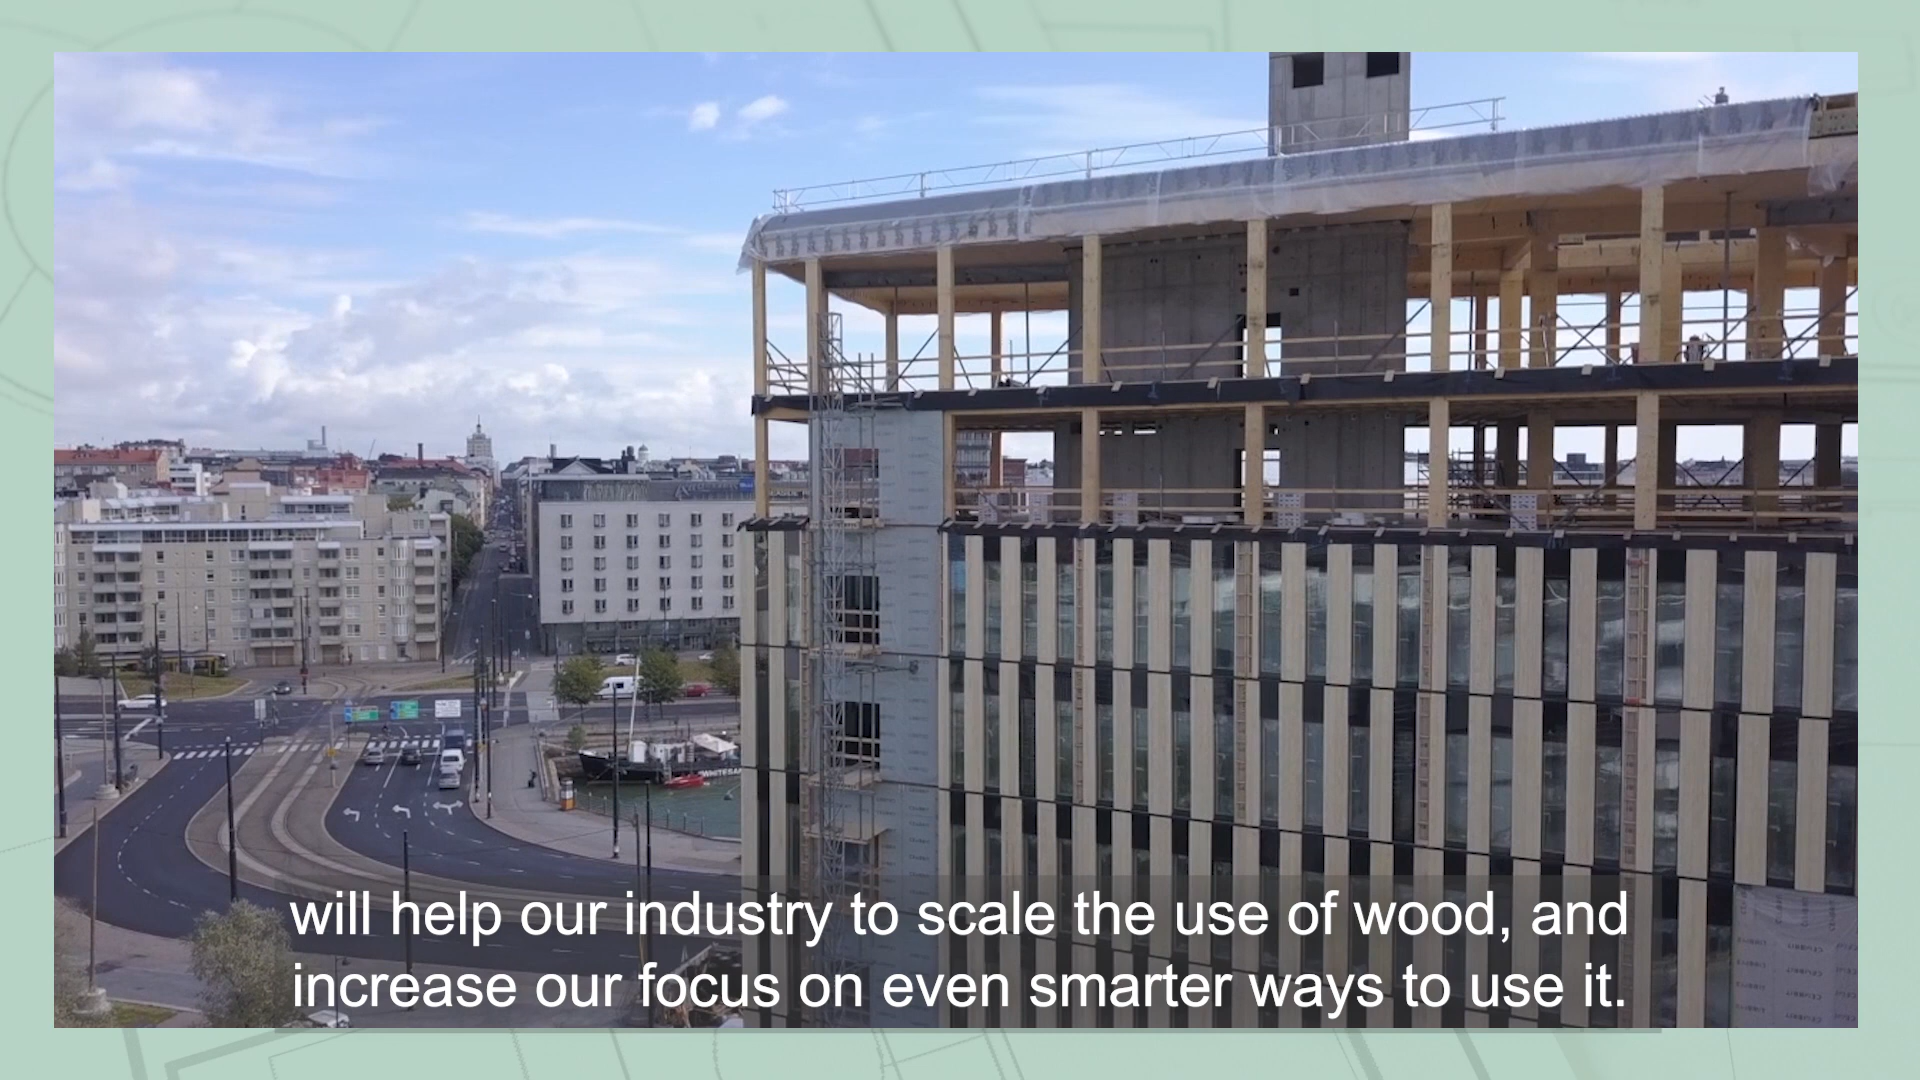 WHITESA
will help our industry to scale the use of wood, and
increase our focus on even smarter ways to use it.